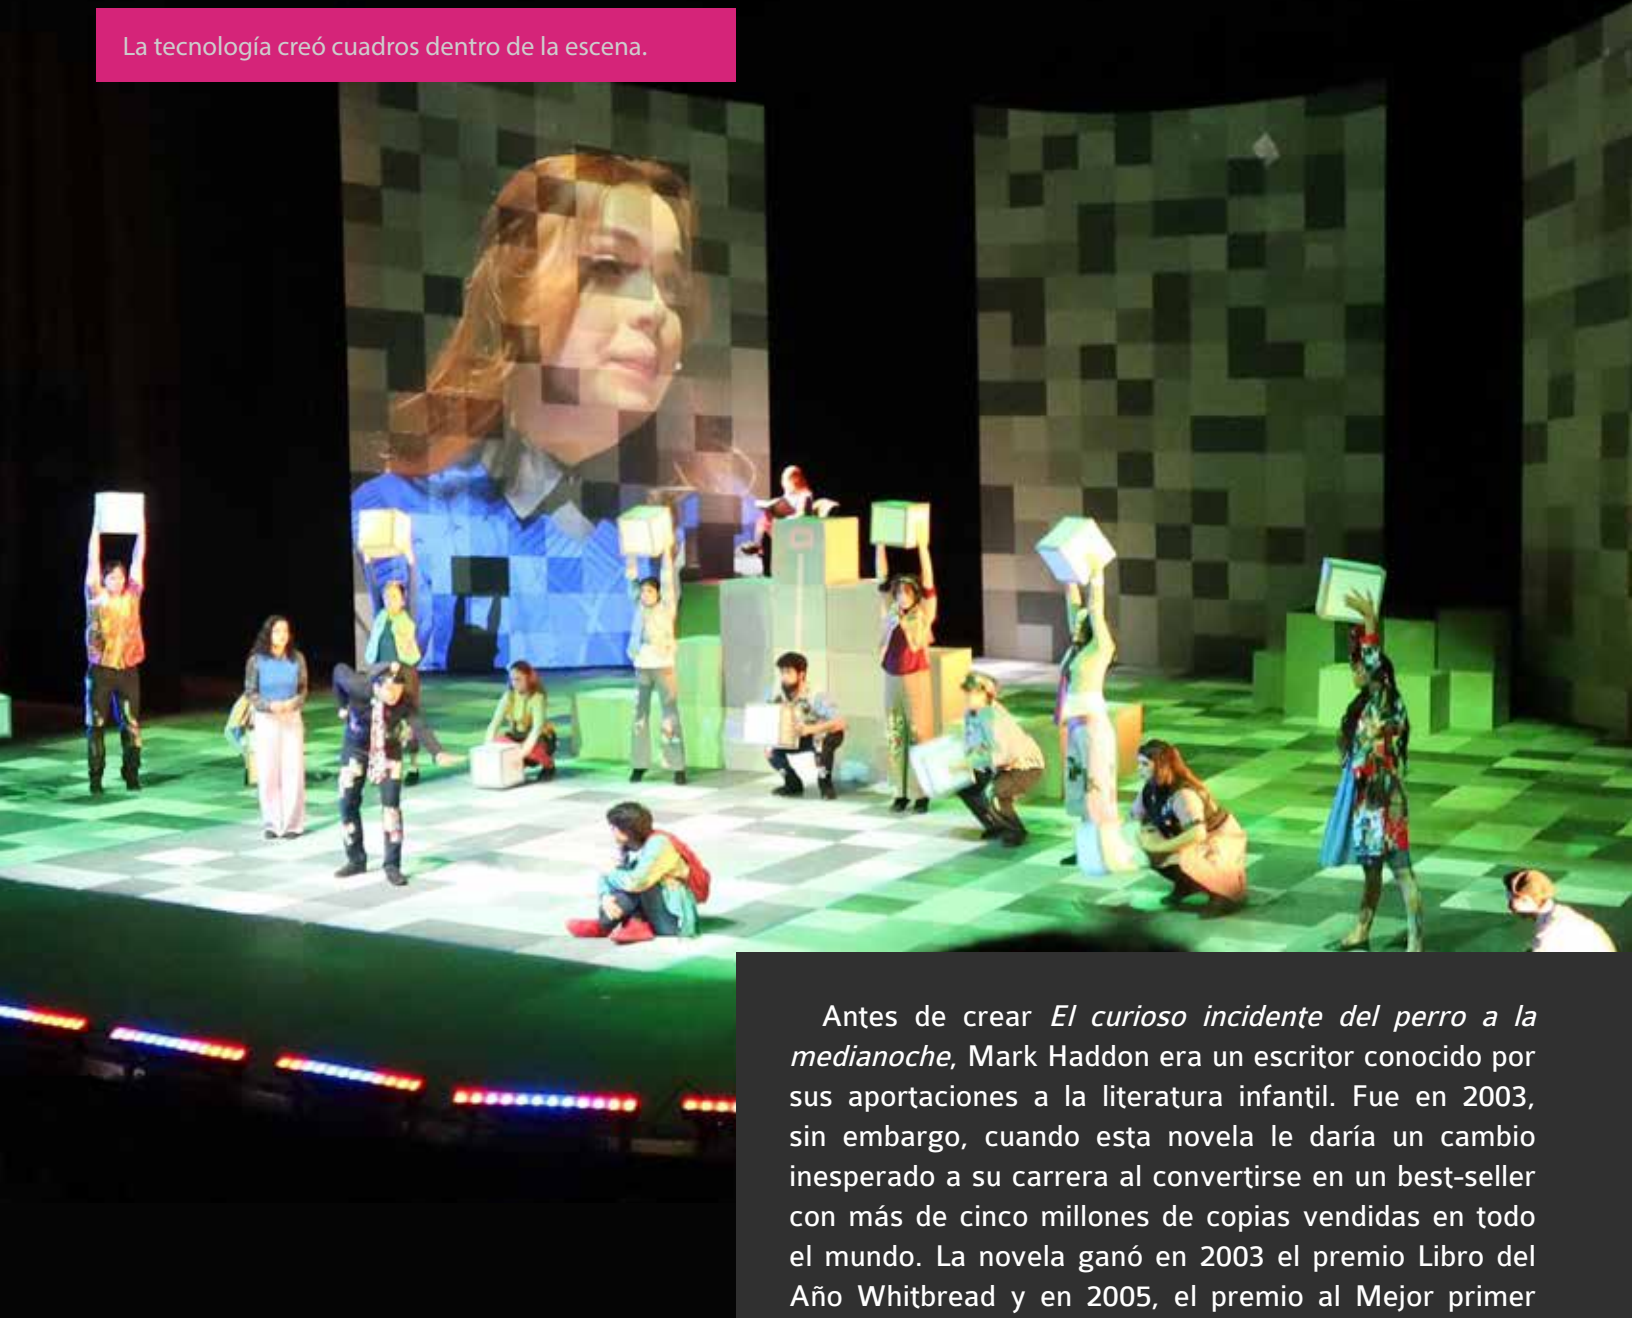 La tecnología creó cuadros dentro de la escena.
Antes de crear El curioso incidente del perro a la
medianoche, Mark Haddon era un escritor conocido por
sus aportaciones a la literatura infantil. Fue en 2003,
sin embargo, cuando esta novela le daría un cambio
inesperado a su carrera al convertirse en un best-seller
con más de cinco millones de copias vendidas en todo
el mundo. La novela ganó en 2003 el premio Libro del
Año Whitbread y en 2005, el premio al Mejor primer